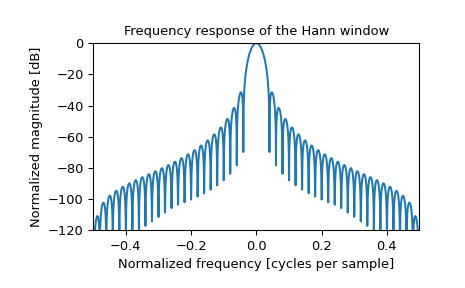 Frequency response of the Hann window
Normalized magnitude [dB]
0
−20
−40
−60
−80
−100
−120
−0.4 −0.2 0.0 0.2 0.4
Normalized frequency [cycles per sample]